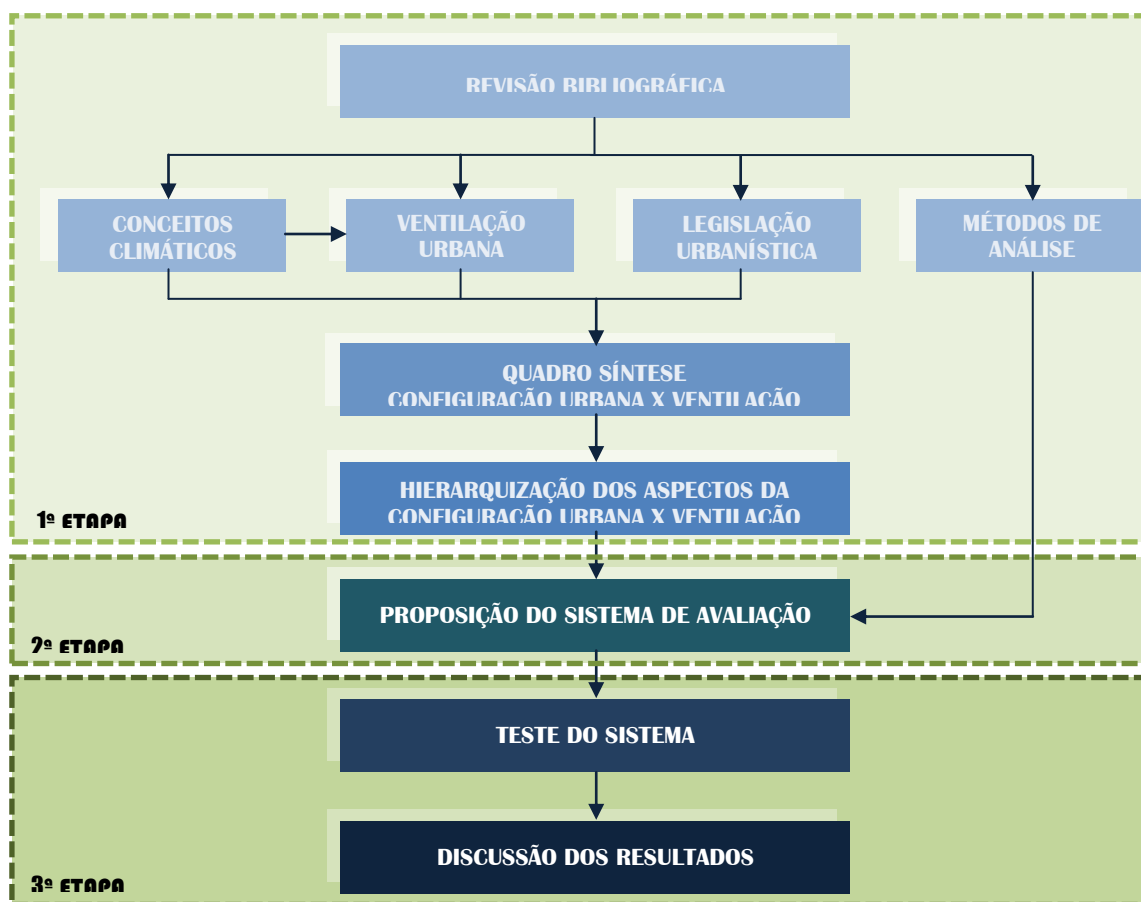 REVISÃO BIBLIOGRÁFICA
CONCEITOS
CLIMÁTICOS
VENTILAÇÃO
URBANA
LEGISLAÇÃO
URBANÍSTICA
MÉTODOS DE
ANÁLISE
QUADRO SÍNTESE
CONFIGURAÇÃO URBANA X VENTILAÇÃO
HIERARQUIZAÇÃO DOS ASPECTOS DA
CONFIGURAÇÃO URBANA X VENTILAÇÃO
1ª ETAPA
PROPOSIÇÃO DO SISTEMA DE AVALIAÇÃO
2ª ETAPA
TESTE DO SISTEMA
DISCUSSÃO DOS RESULTADOS
3ª ETAPA